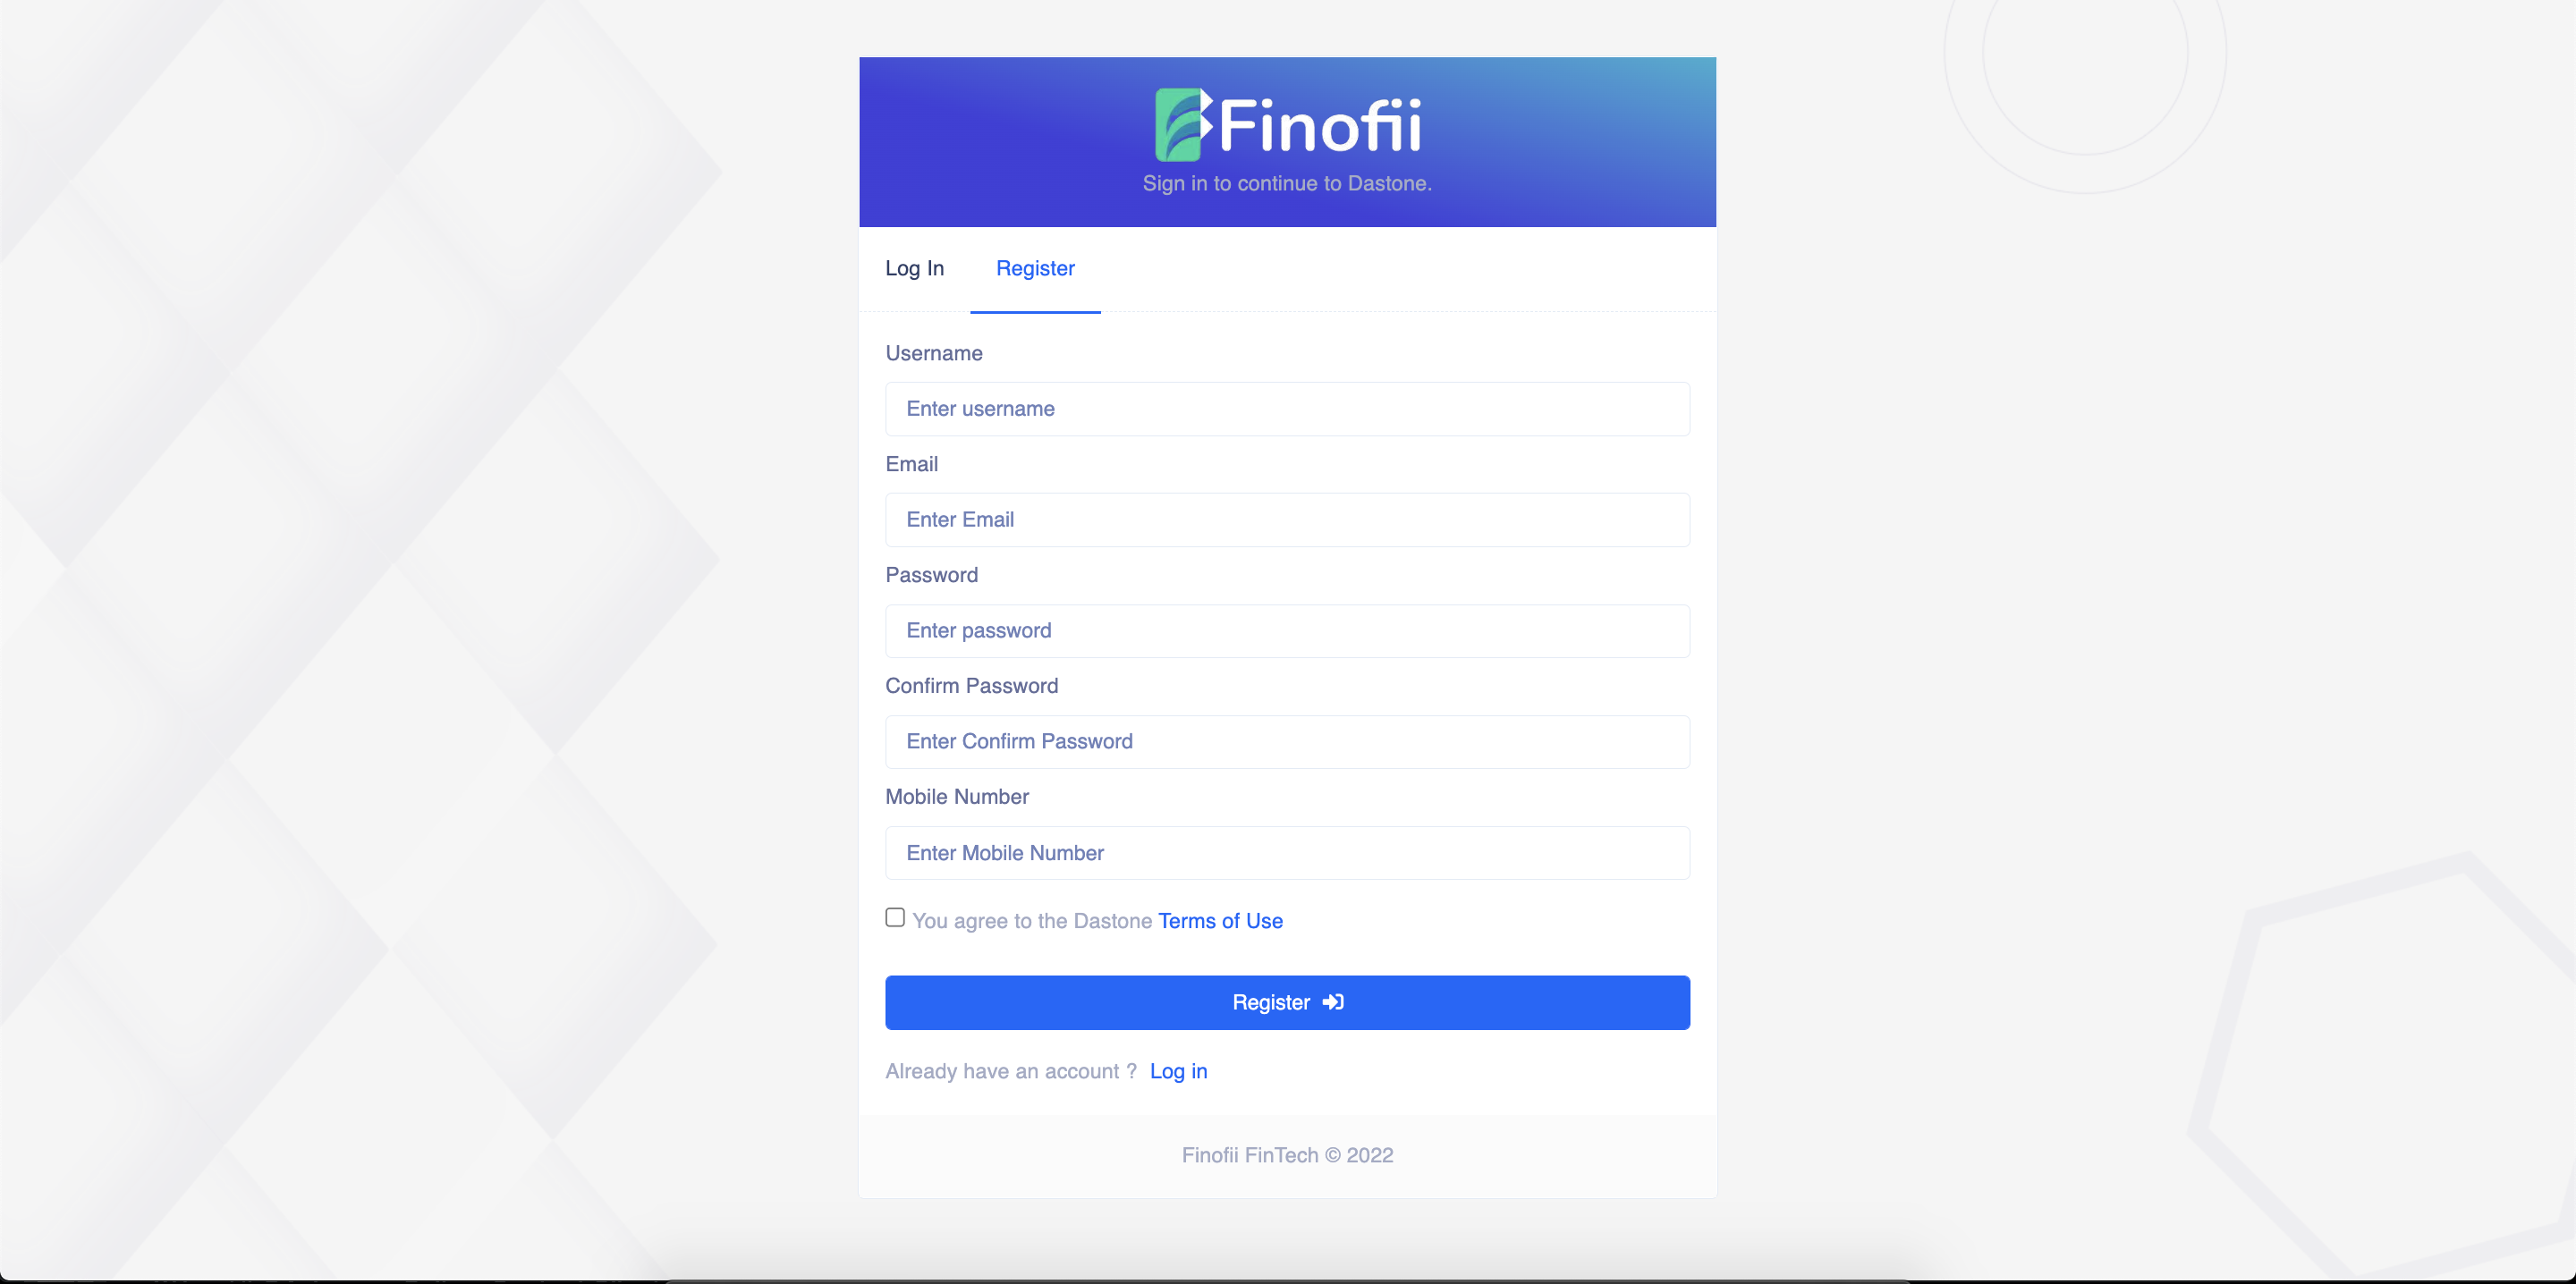 Finofii
Sign in to continue to Dastone.
Log In Register
Username
Enter username
Email
Enter Email
Password
Enter password
Confirm Password
Enter Confirm Password
Mobile Number
Enter Mobile Number
You agree to the Dastone Terms of Use
Register
Already have an account ? Log in
Finofii FinTech © 2022